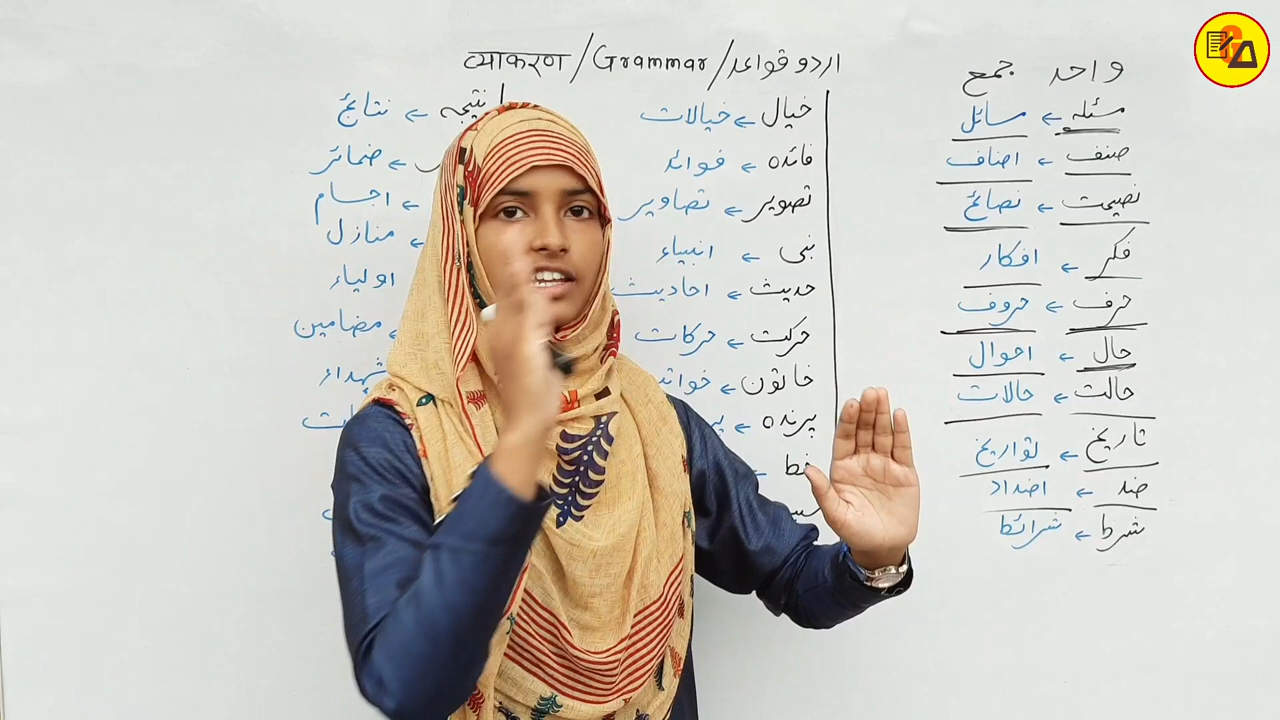 व्याकरण / Grammar / اردو قواعد
واحد جمع
مسئلہ ← مسائل
صنف ← اصناف
نصیحت ← نصائح
فکر ← افکار
حرف ← حروف
حال ← احوال
حالت ← حالات
تاریخ ← تواریخ
ضد ← اضداد
شرط ← شرائط
خیال ← خیالات
فائدہ ← فوائد
تصویر ← تصاویر
نبی ← انبیاء
حدیث ← احادیث
حرکت ← حرکات
خاتون ←
پرندہ ←
خط ←
نتیجہ ← نتائج
← ضمائر
← اجسام
← منازل
اولیاء
مضامین
شہداء